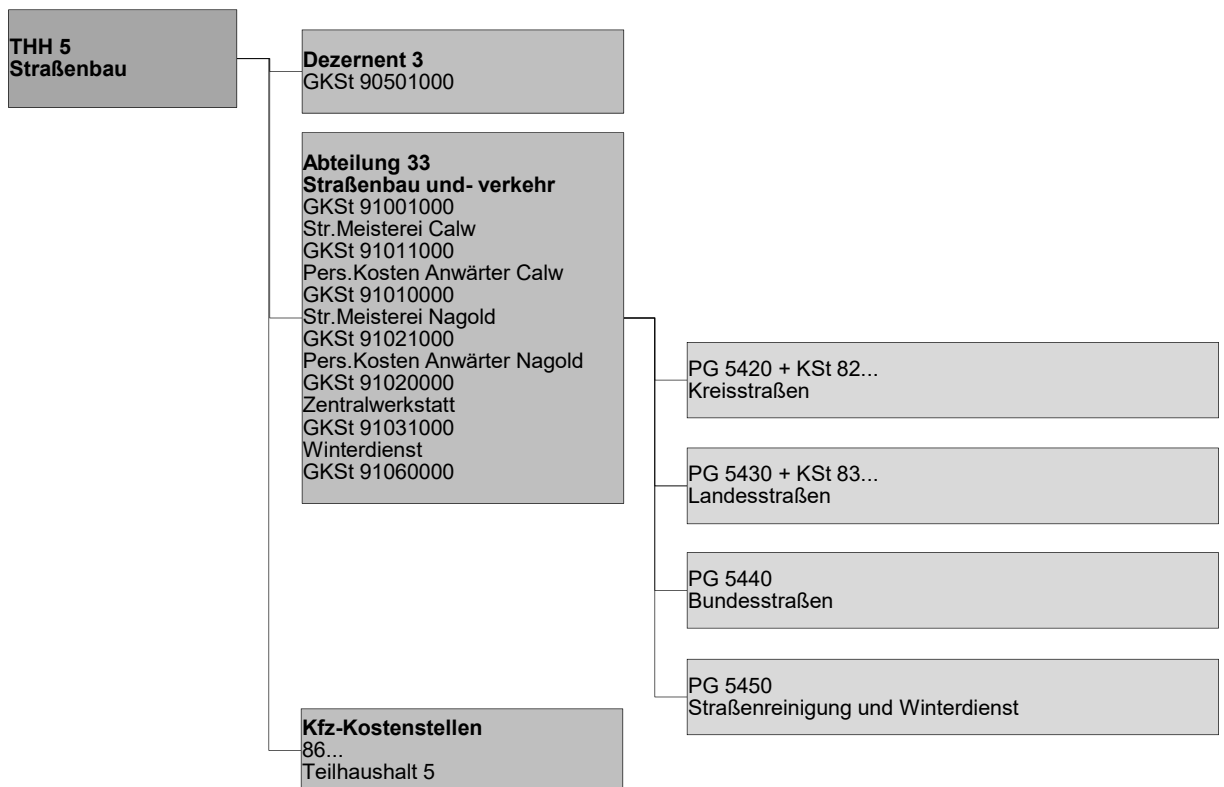 THH 5
Straßenbau
Dezernent 3
GKSt 90501000
Abteilung 33
Straßenbau und- verkehr
GKSt 91001000
Str.Meisterei Calw
GKSt 91011000
Pers.Kosten Anwärter Calw
GKSt 91010000
Str.Meisterei Nagold
GKSt 91021000
Pers.Kosten Anwärter Nagold
GKSt 91020000
Zentralwerkstatt
GKSt 91031000
Winterdienst
GKSt 91060000
PG 5420 + KSt 82...
Kreisstraßen
PG 5430 + KSt 83...
Landesstraßen
PG 5440
Bundesstraßen
PG 5450
Straßenreinigung und Winterdienst
Kfz-Kostenstellen
86...
Teilhaushalt 5